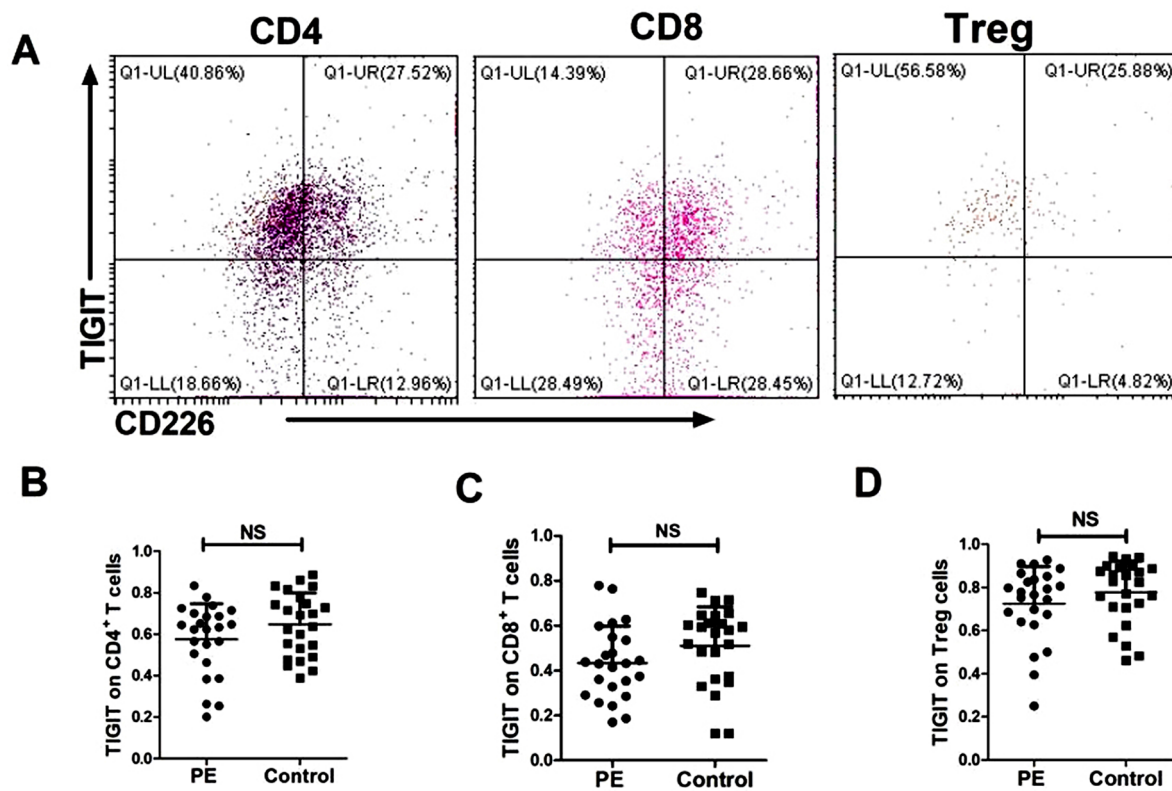 A
CD4
CD8
Treg
Q1-UL(40.86%)
Q1-UR(27.52%)
Q1-UL(14.39%)
Q1-UR(28.66%)
Q1-UL(56.58%)
Q1-UR(25.88%)
TIGIT
Q1-LL(18.66%)
Q1-LR(12.96%)
Q1-LL(28.49%)
Q1-LR(28.45%)
Q1-LL(12.72%)
Q1-LR(4.82%)
CD226
B
NS
TIGIT on CD4⁺ T cells
1.0
0.8
0.6
0.4
0.2
0.0
PE
Control
C
NS
TIGIT on CD8⁺ T cells
1.0
0.8
0.6
0.4
0.2
0.0
PE
Control
D
NS
TIGIT on Treg cells
1.0
0.8
0.6
0.4
0.2
0.0
PE
Control